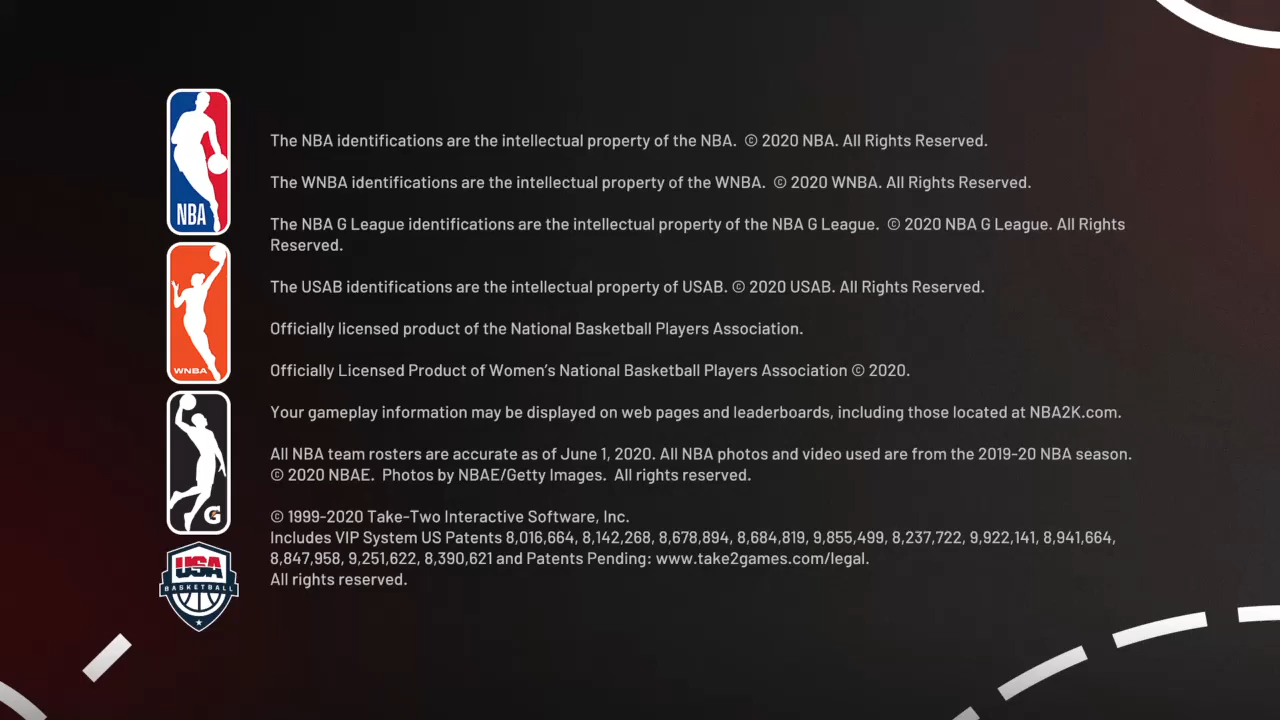 NBA
The NBA identifications are the intellectual property of the NBA.  © 2020 NBA. All Rights Reserved.
The WNBA identifications are the intellectual property of the WNBA.  © 2020 WNBA. All Rights Reserved.
The NBA G League identifications are the intellectual property of the NBA G League.  © 2020 NBA G League. All Rights
Reserved.
The USAB identifications are the intellectual property of USAB. © 2020 USAB. All Rights Reserved.
Officially licensed product of the National Basketball Players Association.
WNBA
Officially Licensed Product of Women's National Basketball Players Association © 2020.
Your gameplay information may be displayed on web pages and leaderboards, including those located at NBA2K.com.
All NBA team rosters are accurate as of June 1, 2020. All NBA photos and video used are from the 2019-20 NBA season.
© 2020 NBAE.  Photos by NBAE/Getty Images.  All rights reserved.
G
© 1999-2020 Take-Two Interactive Software, Inc.
Includes VIP System US Patents 8,016,664, 8,142,268, 8,678,894, 8,684,819, 9,855,499, 8,237,722, 9,922,141, 8,941,664,
8,847,958, 9,251,622, 8,390,621 and Patents Pending: www.take2games.com/legal.
All rights reserved.
USA
BASKETBALL